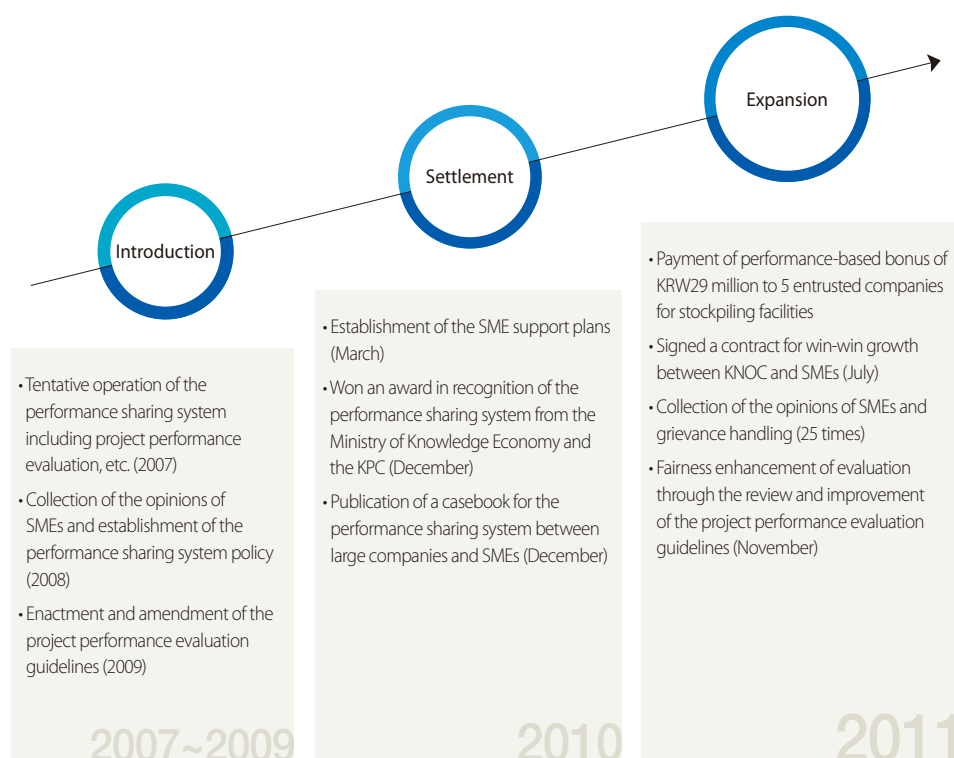 Introduction
• Tentative operation of the
performance sharing system
including project performance
evaluation, etc. (2007)
• Collection of the opinions of
SMEs and establishment of the
performance sharing system policy
(2008)
• Enactment and amendment of the
project performance evaluation
guidelines (2009)
2007~2009
Settlement
• Establishment of the SME support plans
(March)
• Won an award in recognition of the
performance sharing system from the
Ministry of Knowledge Economy and
the KPC (December)
• Publication of a casebook for the
performance sharing system between
large companies and SMEs (December)
2010
Expansion
• Payment of performance-based bonus of
KRW29 million to 5 entrusted companies
for stockpiling facilities
• Signed a contract for win-win growth
between KNOC and SMEs (July)
• Collection of the opinions of SMEs and
grievance handling (25 times)
• Fairness enhancement of evaluation
through the review and improvement
of the project performance evaluation
guidelines (November)
2011